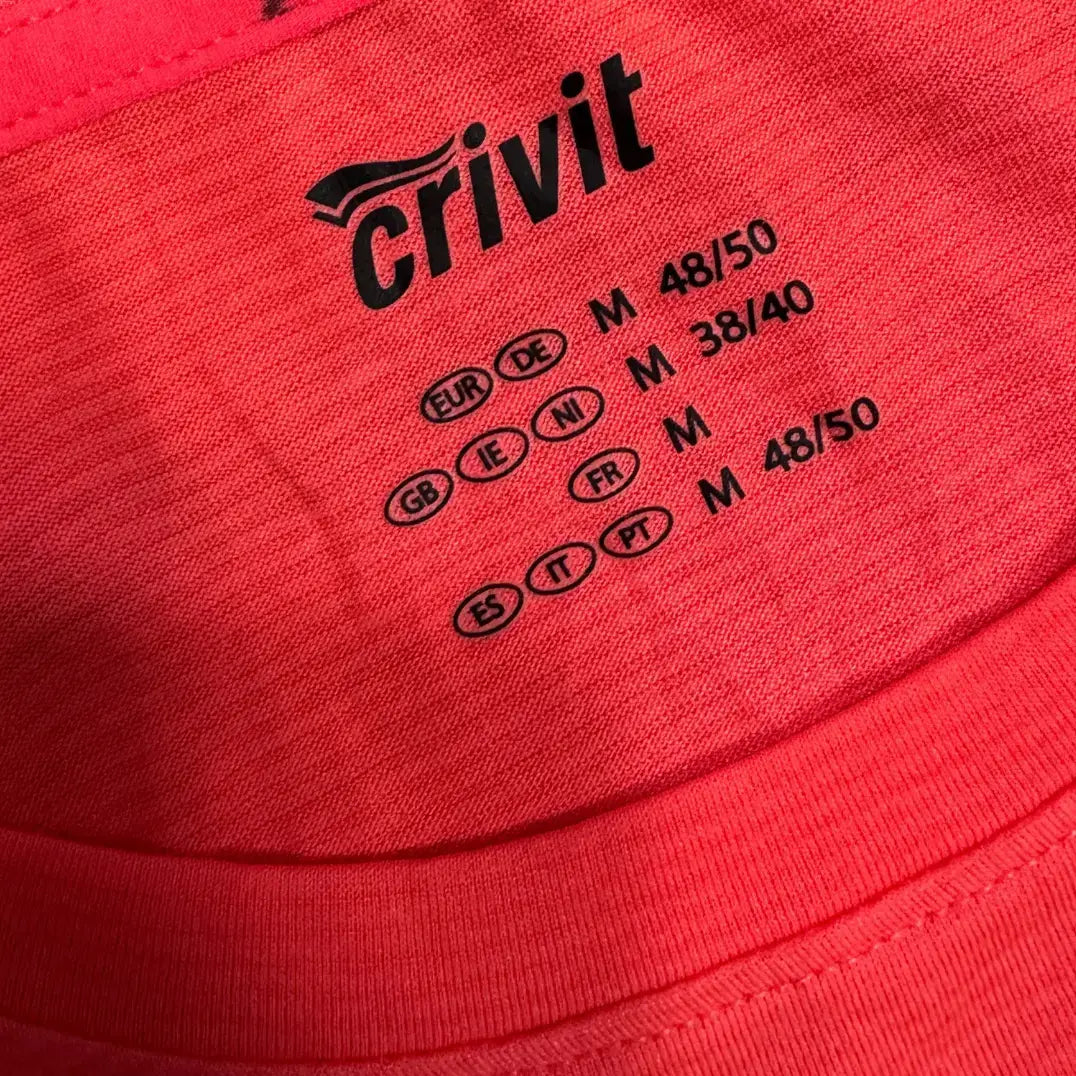 crivit
EUR DE M 48/50
GB IE NI M 38/40
FR M
ES IT PT M 48/50